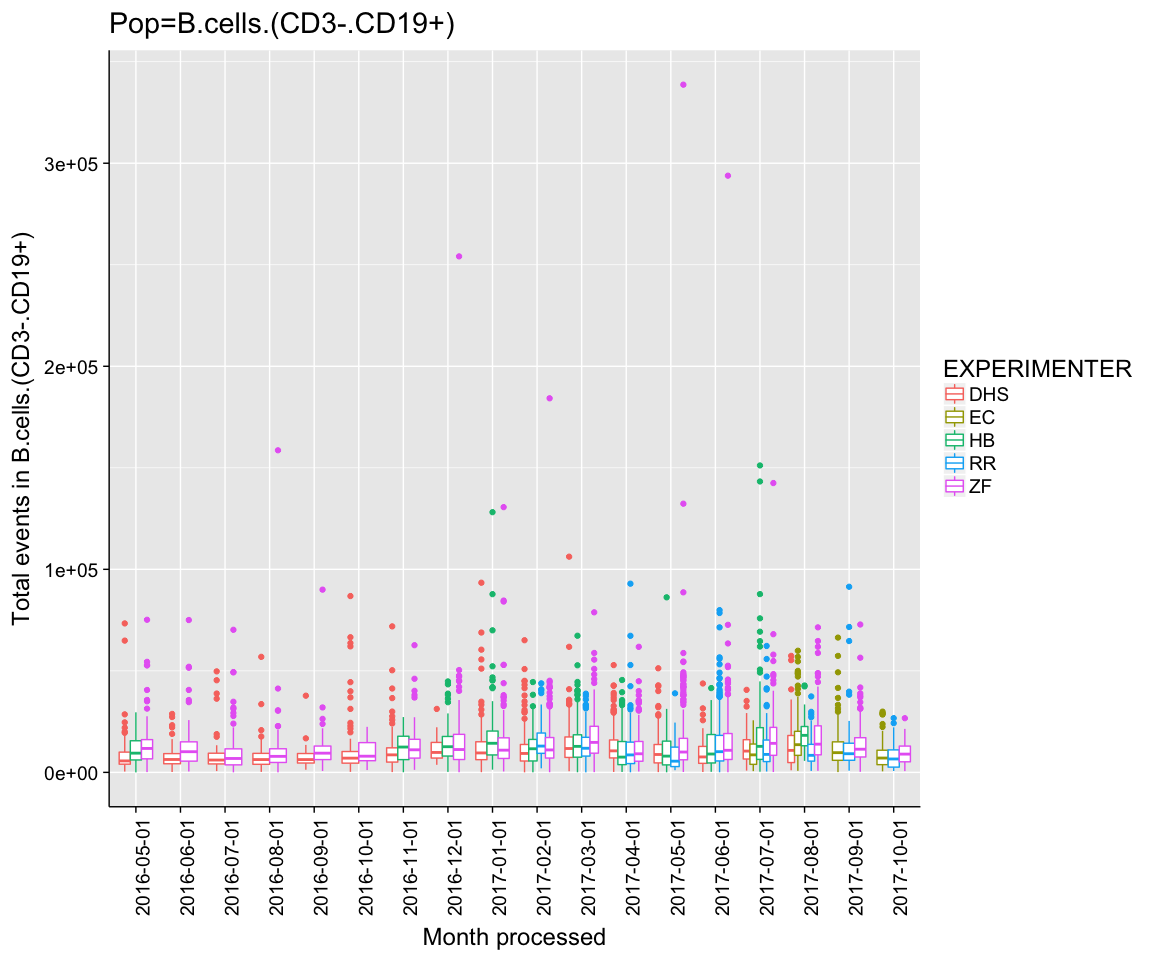 Pop=B.cells.(CD3-.CD19+)
Total events in B.cells.(CD3-.CD19+)
3e+05
2e+05
1e+05
0e+00
2016-05-01
2016-06-01
2016-07-01
2016-08-01
2016-09-01
2016-10-01
2016-11-01
2016-12-01
2017-01-01
2017-02-01
2017-03-01
2017-04-01
2017-05-01
2017-06-01
2017-07-01
2017-08-01
2017-09-01
2017-10-01
Month processed
EXPERIMENTER
DHS
EC
HB
RR
ZF